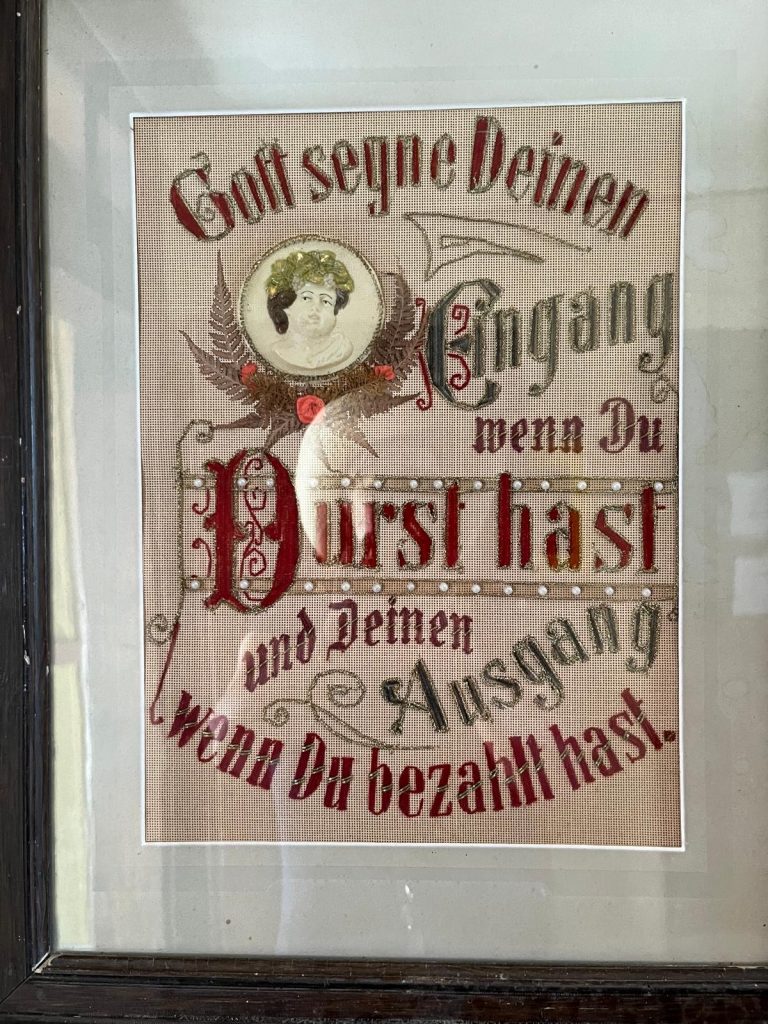 Gott segne Deinen
Eingang
wenn Du
Durst hast
und Deinen
Ausgang
wenn Du bezahlt hast.